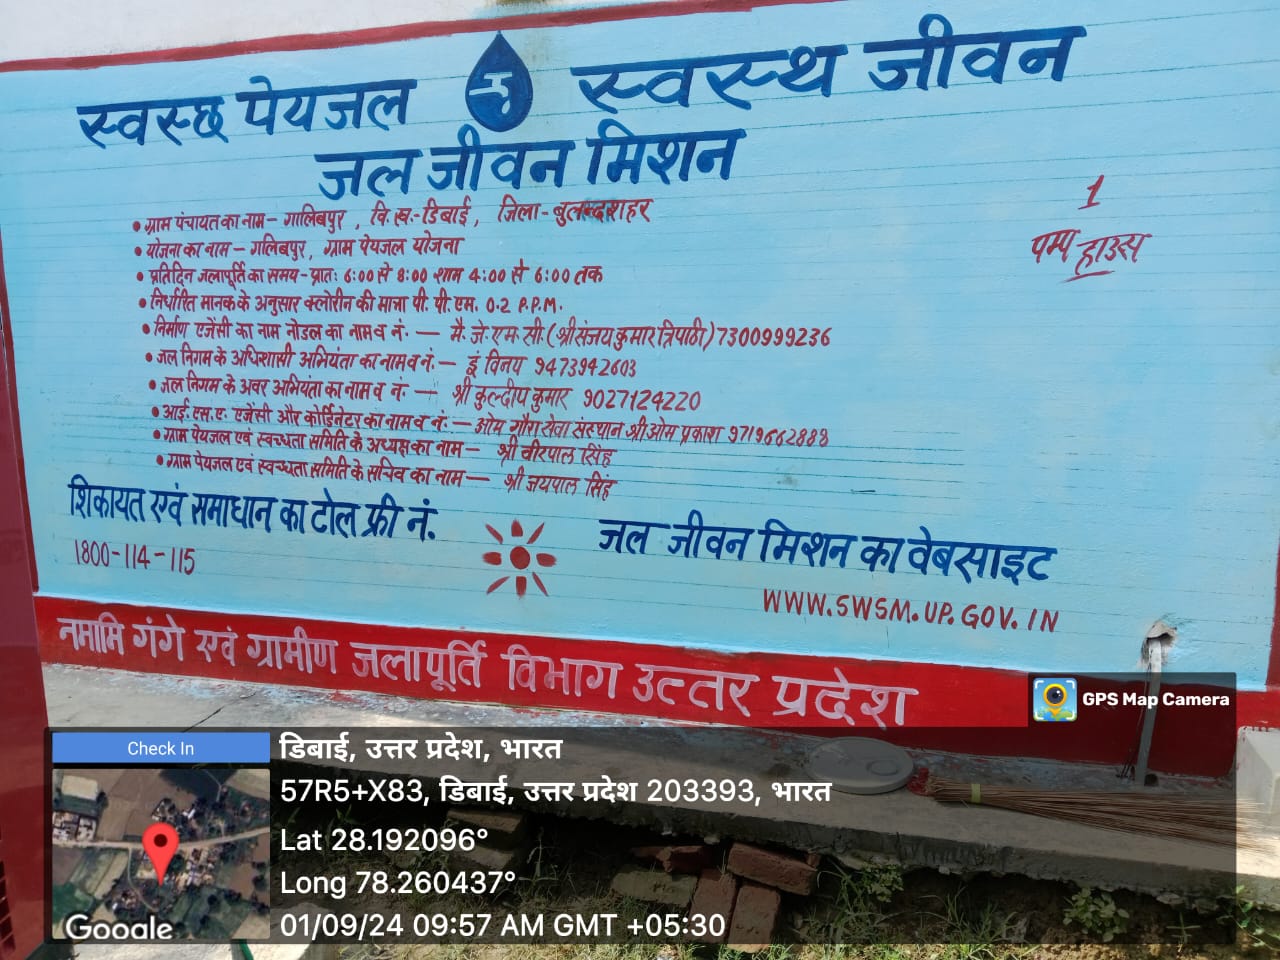 स्वस्छ पेयजल स्वस्थ जीवन
जल जीवन मिशन
1
पम्प हाउस
• ग्राम पंचायत का नाम - गालिबपुर , वि.ख.- डिबाई , जिला - बुलन्दशहर
• योजना का नाम - गलिबपुर, ग्राम पेयजल योजना
• प्रतिदिन जलापूर्ति का समय - प्रातः 6:00 से 8:00 शाम 4:00 से 6:00 तक
• निर्धारित मानक के अनुसार क्लोरीन की मात्रा पी. पी. एम. 0.2 P.P.M.
• निर्माण एजेंसी का नाम नोडल का नाम व नं. — मै. जे. एम. सी. (श्री संजय कुमार त्रिपाठी) 7300999236
• जल निगम के अधिशासी अभियंता का नाम व नं. — इं विनय 9473942603
• जल निगम के अवर अभियंता का नाम व नं. — श्री कुल्दीप कुमार 9027124220
• आई. एस. ए. एजेंसी और कोर्डिनेटर का नाम व नं. — ओम गौरा सेवा संस्थान श्री ओम प्रकाश 9719662888
• ग्राम पेयजल एवं स्वच्छता समिति के अध्यक्ष का नाम — श्री वीरपाल सिंह
• ग्राम पेयजल एवं स्वच्छता समिति के सचिव का नाम — श्री जयपाल सिंह
शिकायत एवं समाधान का टोल फ्री नं.
1800-114-115
जल जीवन मिशन का वेबसाइट
WWW.SWSM.UP.GOV.IN
नमामि गंगे एवं ग्रामीण जलापूर्ति विभाग उत्तर प्रदेश
GPS Map Camera
Check In
डिबाई, उत्तर प्रदेश, भारत
57R5+X83, डिबाई, उत्तर प्रदेश 203393, भारत
Lat 28.192096°
Long 78.260437°
01/09/24 09:57 AM GMT +05:30
Google